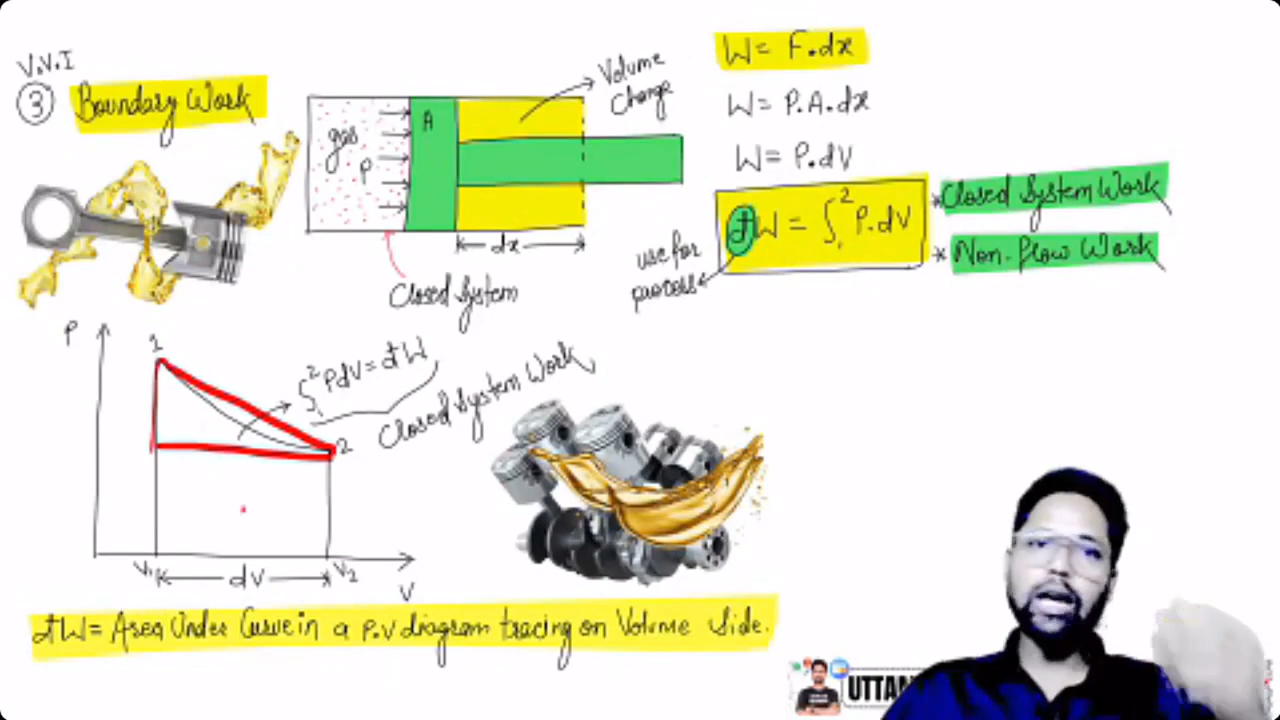 V.V.I
③ Boundary Work
gas
P
A
Volume
Change
dx
Closed System
W = F.dx
W = P.A.dx
W = P.dV
đW = ∫₁² P.dV
use for
process
* Closed System Work
* Non-flow Work
P
1
2
∫₁² PdV = đW
Closed System Work
V₁
dV
V₂
V
đW = Area Under Curve in a P.V diagram tracing on Volume Side.